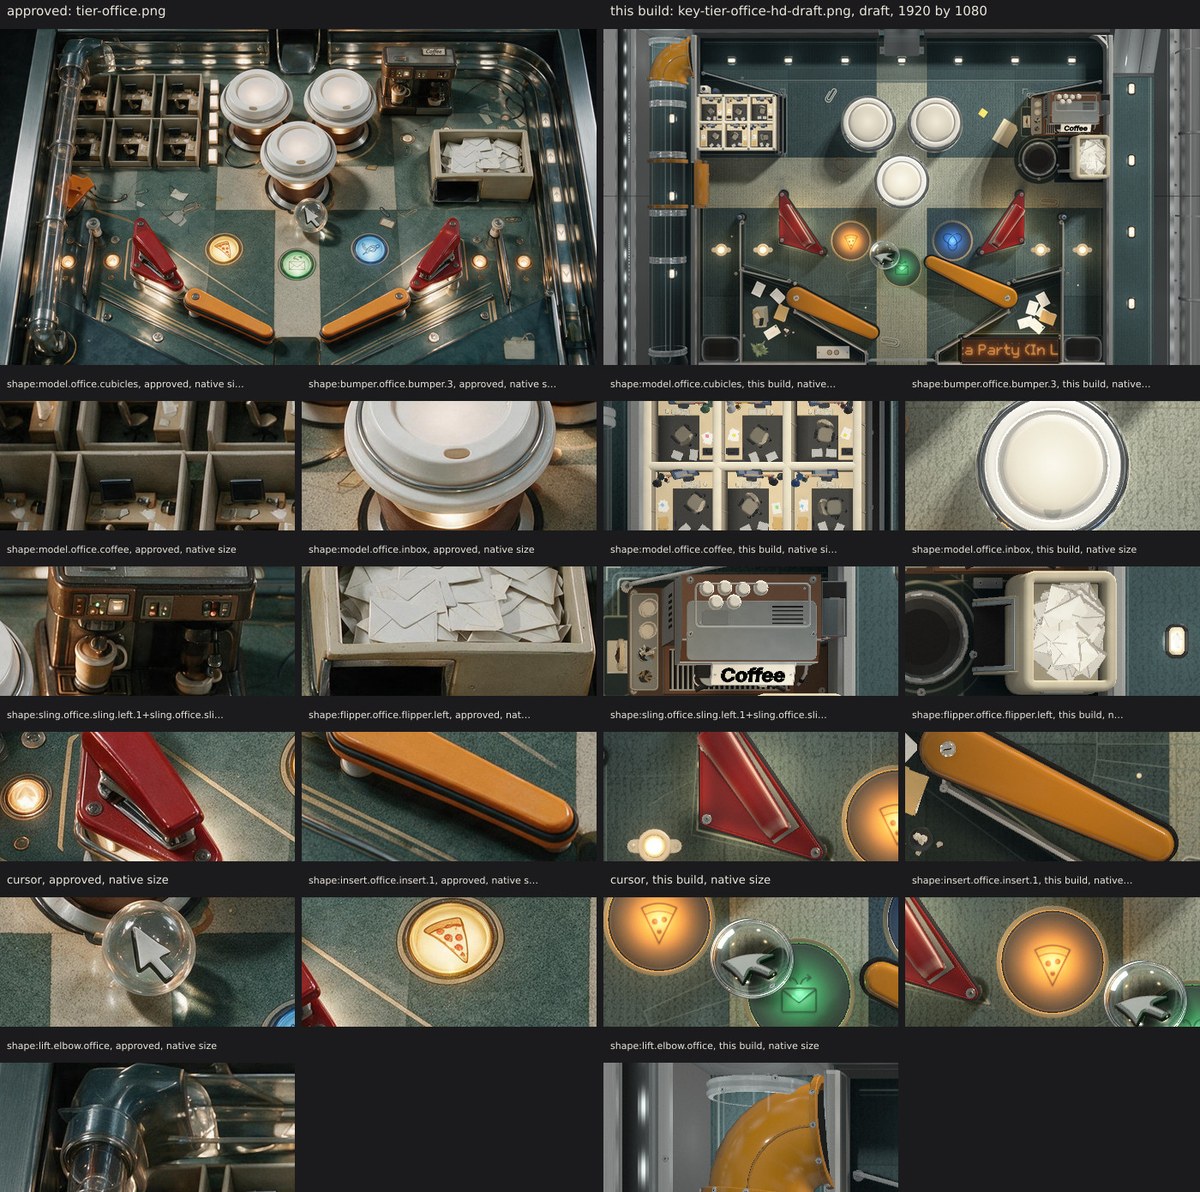 approved: tier-office.png
this build: key-tier-office-hd-draft.png, draft, 1920 by 1080
Coffee
Coffee
a Party (In L
shape:model.office.cubicles, approved, native si...
shape:bumper.office.bumper.3, approved, native s...
shape:model.office.cubicles, this build, native...
shape:bumper.office.bumper.3, this build, native...
shape:model.office.coffee, approved, native size
shape:model.office.inbox, approved, native size
shape:model.office.coffee, this build, native si...
shape:model.office.inbox, this build, native size
Coffee
shape:sling.office.sling.left.1+sling.office.sli...
shape:flipper.office.flipper.left, approved, nat...
shape:sling.office.sling.left.1+sling.office.sli...
shape:flipper.office.flipper.left, this build, n...
cursor, approved, native size
shape:insert.office.insert.1, approved, native s...
cursor, this build, native size
shape:insert.office.insert.1, this build, native...
shape:lift.elbow.office, approved, native size
shape:lift.elbow.office, this build, native size